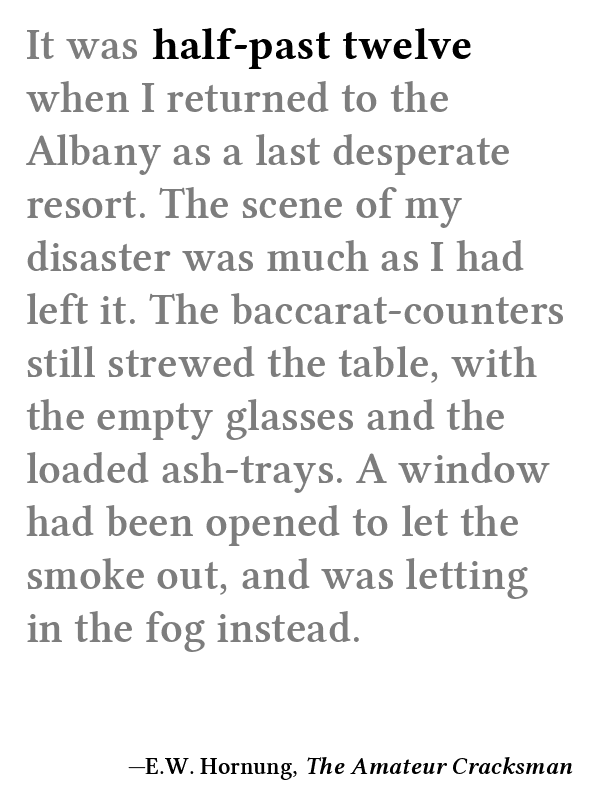 It was half-past twelve
when I returned to the
Albany as a last desperate
resort. The scene of my
disaster was much as I had
left it. The baccarat-counters
still strewed the table, with
the empty glasses and the
loaded ash-trays. A window
had been opened to let the
smoke out, and was letting
in the fog instead.
—E.W. Hornung, The Amateur Cracksman